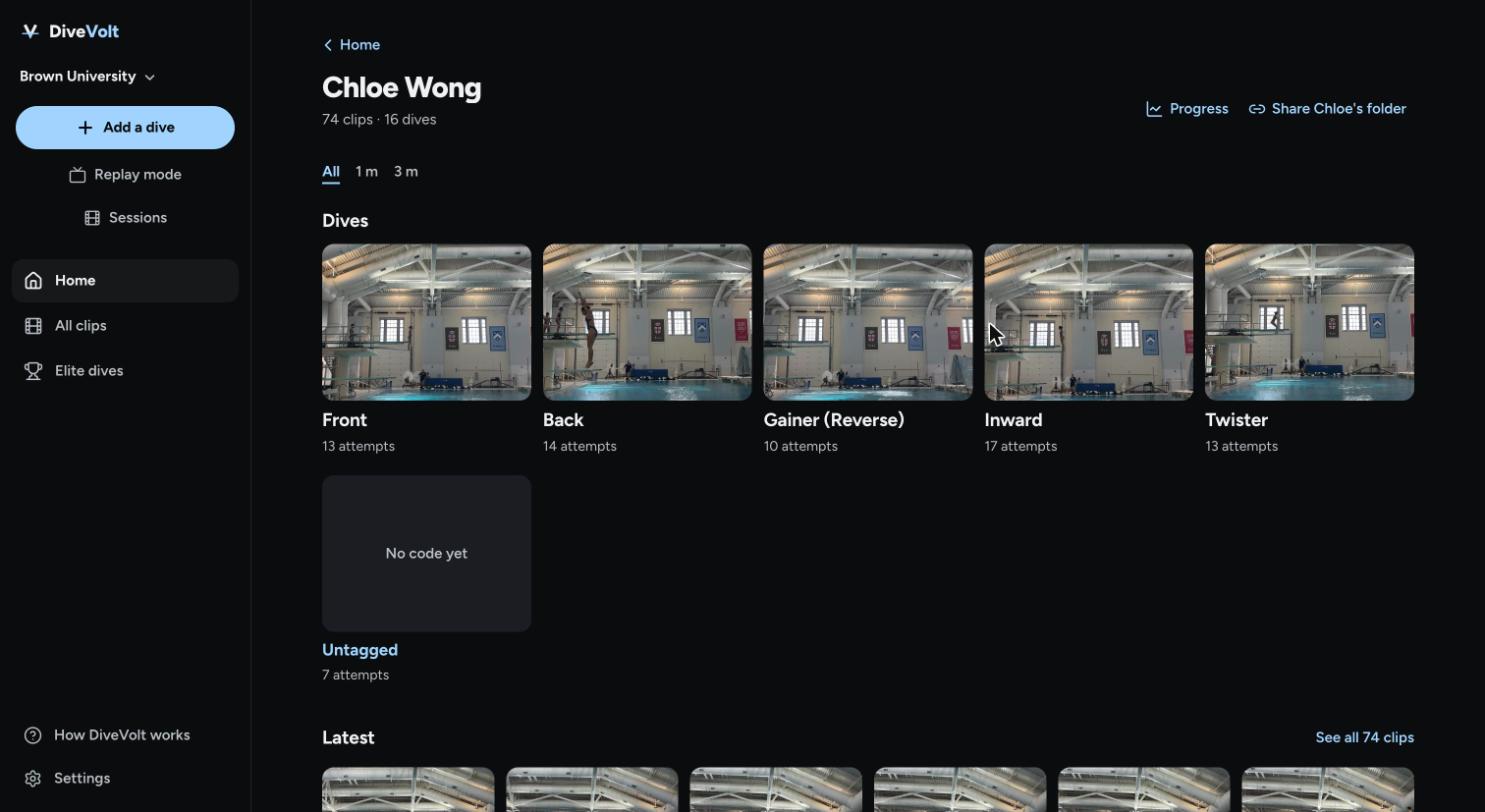 DiveVolt
Brown University
Add a dive
Replay mode
Sessions
Home
All clips
Elite dives
How DiveVolt works
Settings
Home
Chloe Wong
74 clips · 16 dives
Progress
Share Chloe's folder
All 1 m 3 m
Dives
Front
13 attempts
Back
14 attempts
Gainer (Reverse)
10 attempts
Inward
17 attempts
Twister
13 attempts
No code yet
Untagged
7 attempts
Latest
See all 74 clips